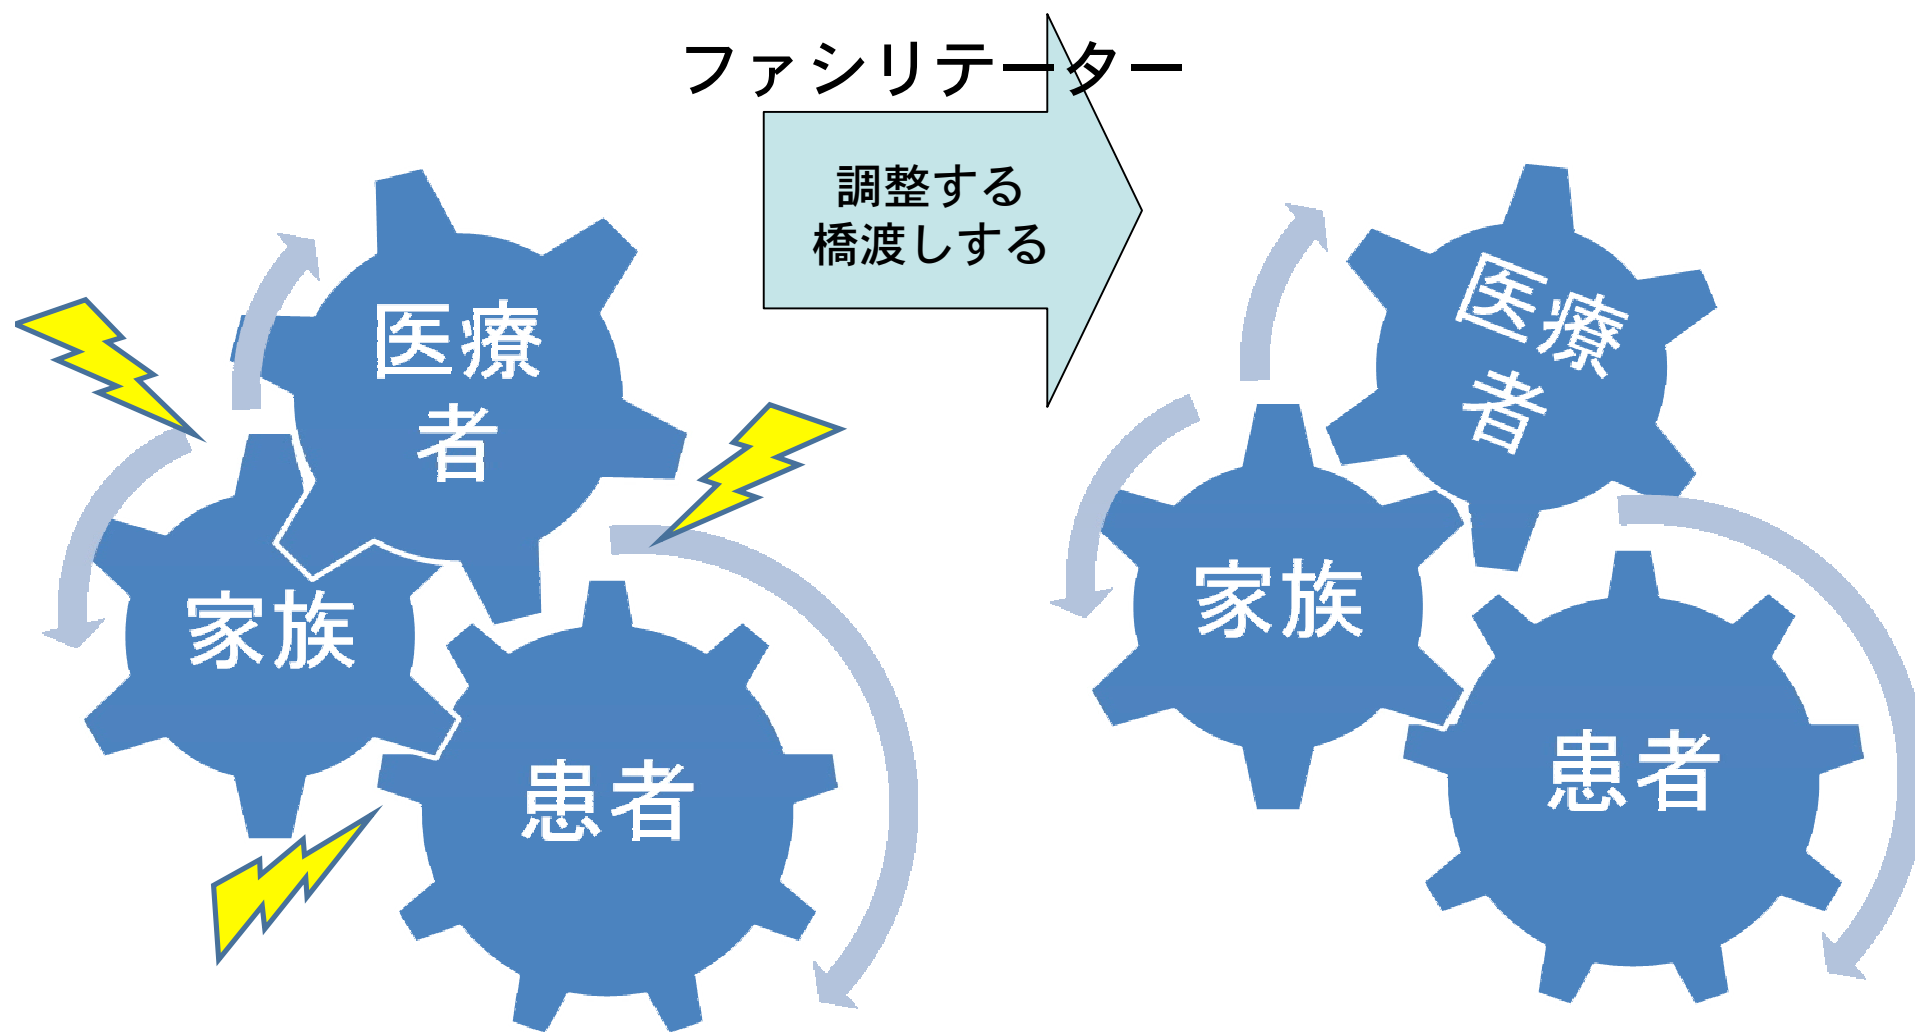 ファシリテーター
調整する
橋渡しする
医療
者
家族
患者
医療
者
家族
患者